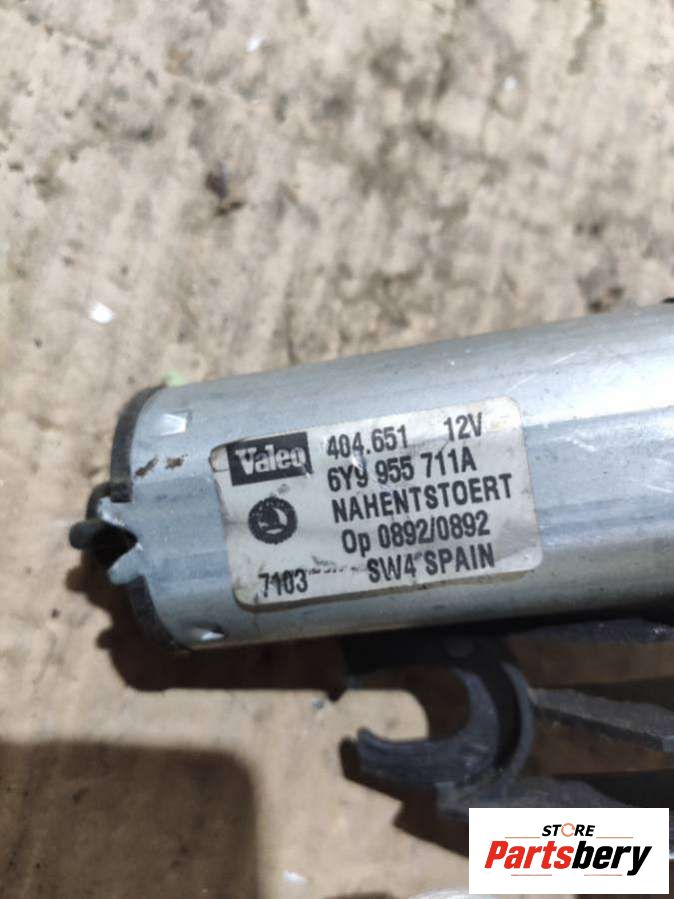 Valeo 404.651 12V
6Y9 955 711A
NAHENTSTOERT
Op 0892/0892
7103 SW4 SPAIN
STORE
Partsbery